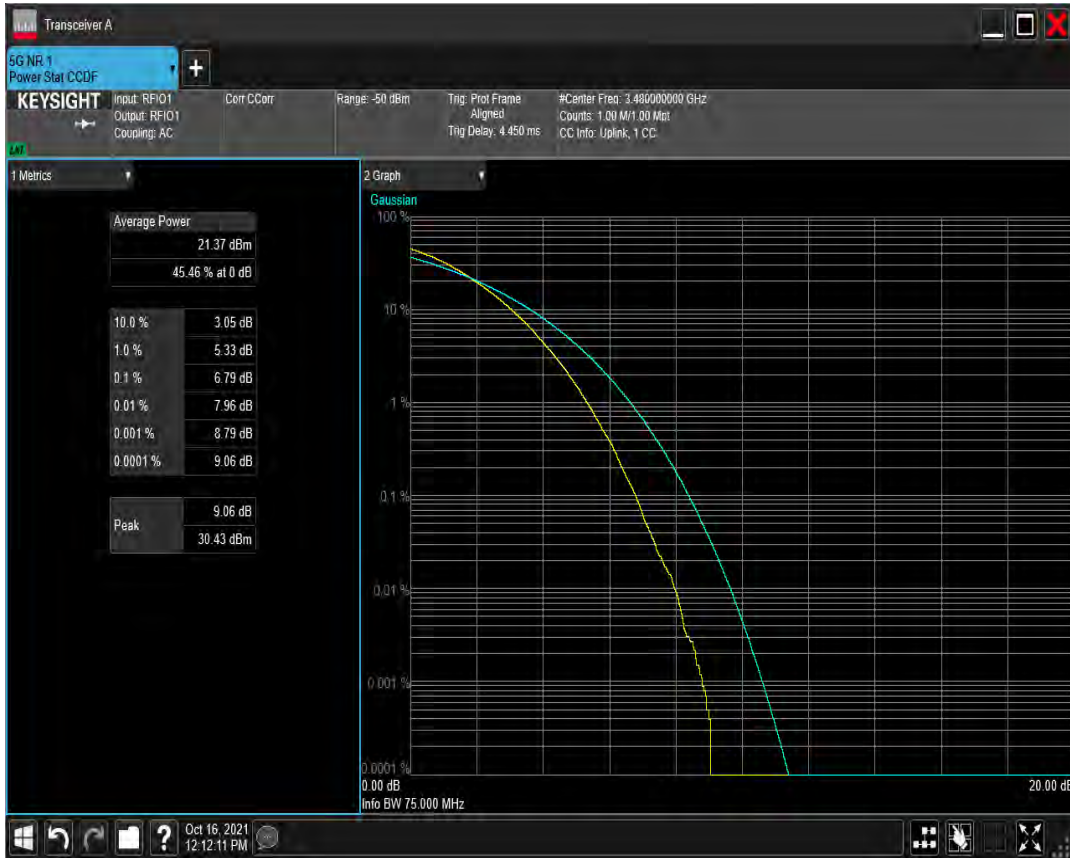 Transceiver A
5G NR 1
Power Stat CCDF
+
KEYSIGHT
Input: RFIO1
Output: RFIO1
Coupling: AC
Corr CCorr
Range: -50 dBm
Trig: Prot Frame
Aligned
Trig Delay: 4.450 ms
#Center Freq: 3.480000000 GHz
Counts: 1.00 M/1.00 Mpt
CC Info: Uplink, 1 CC
1 Metrics
Average Power
21.37 dBm
45.46 % at 0 dB
10.0 % 3.05 dB
1.0 % 5.33 dB
0.1 % 6.79 dB
0.01 % 7.96 dB
0.001 % 8.79 dB
0.0001 % 9.06 dB
Peak
9.06 dB
30.43 dBm
2 Graph
Gaussian
100 %
10 %
1 %
0.1 %
0.01 %
0.001 %
0.0001 %
0.00 dB 20.00 dB
Info BW 75.000 MHz
?
Oct 16, 2021
12:12:11 PM